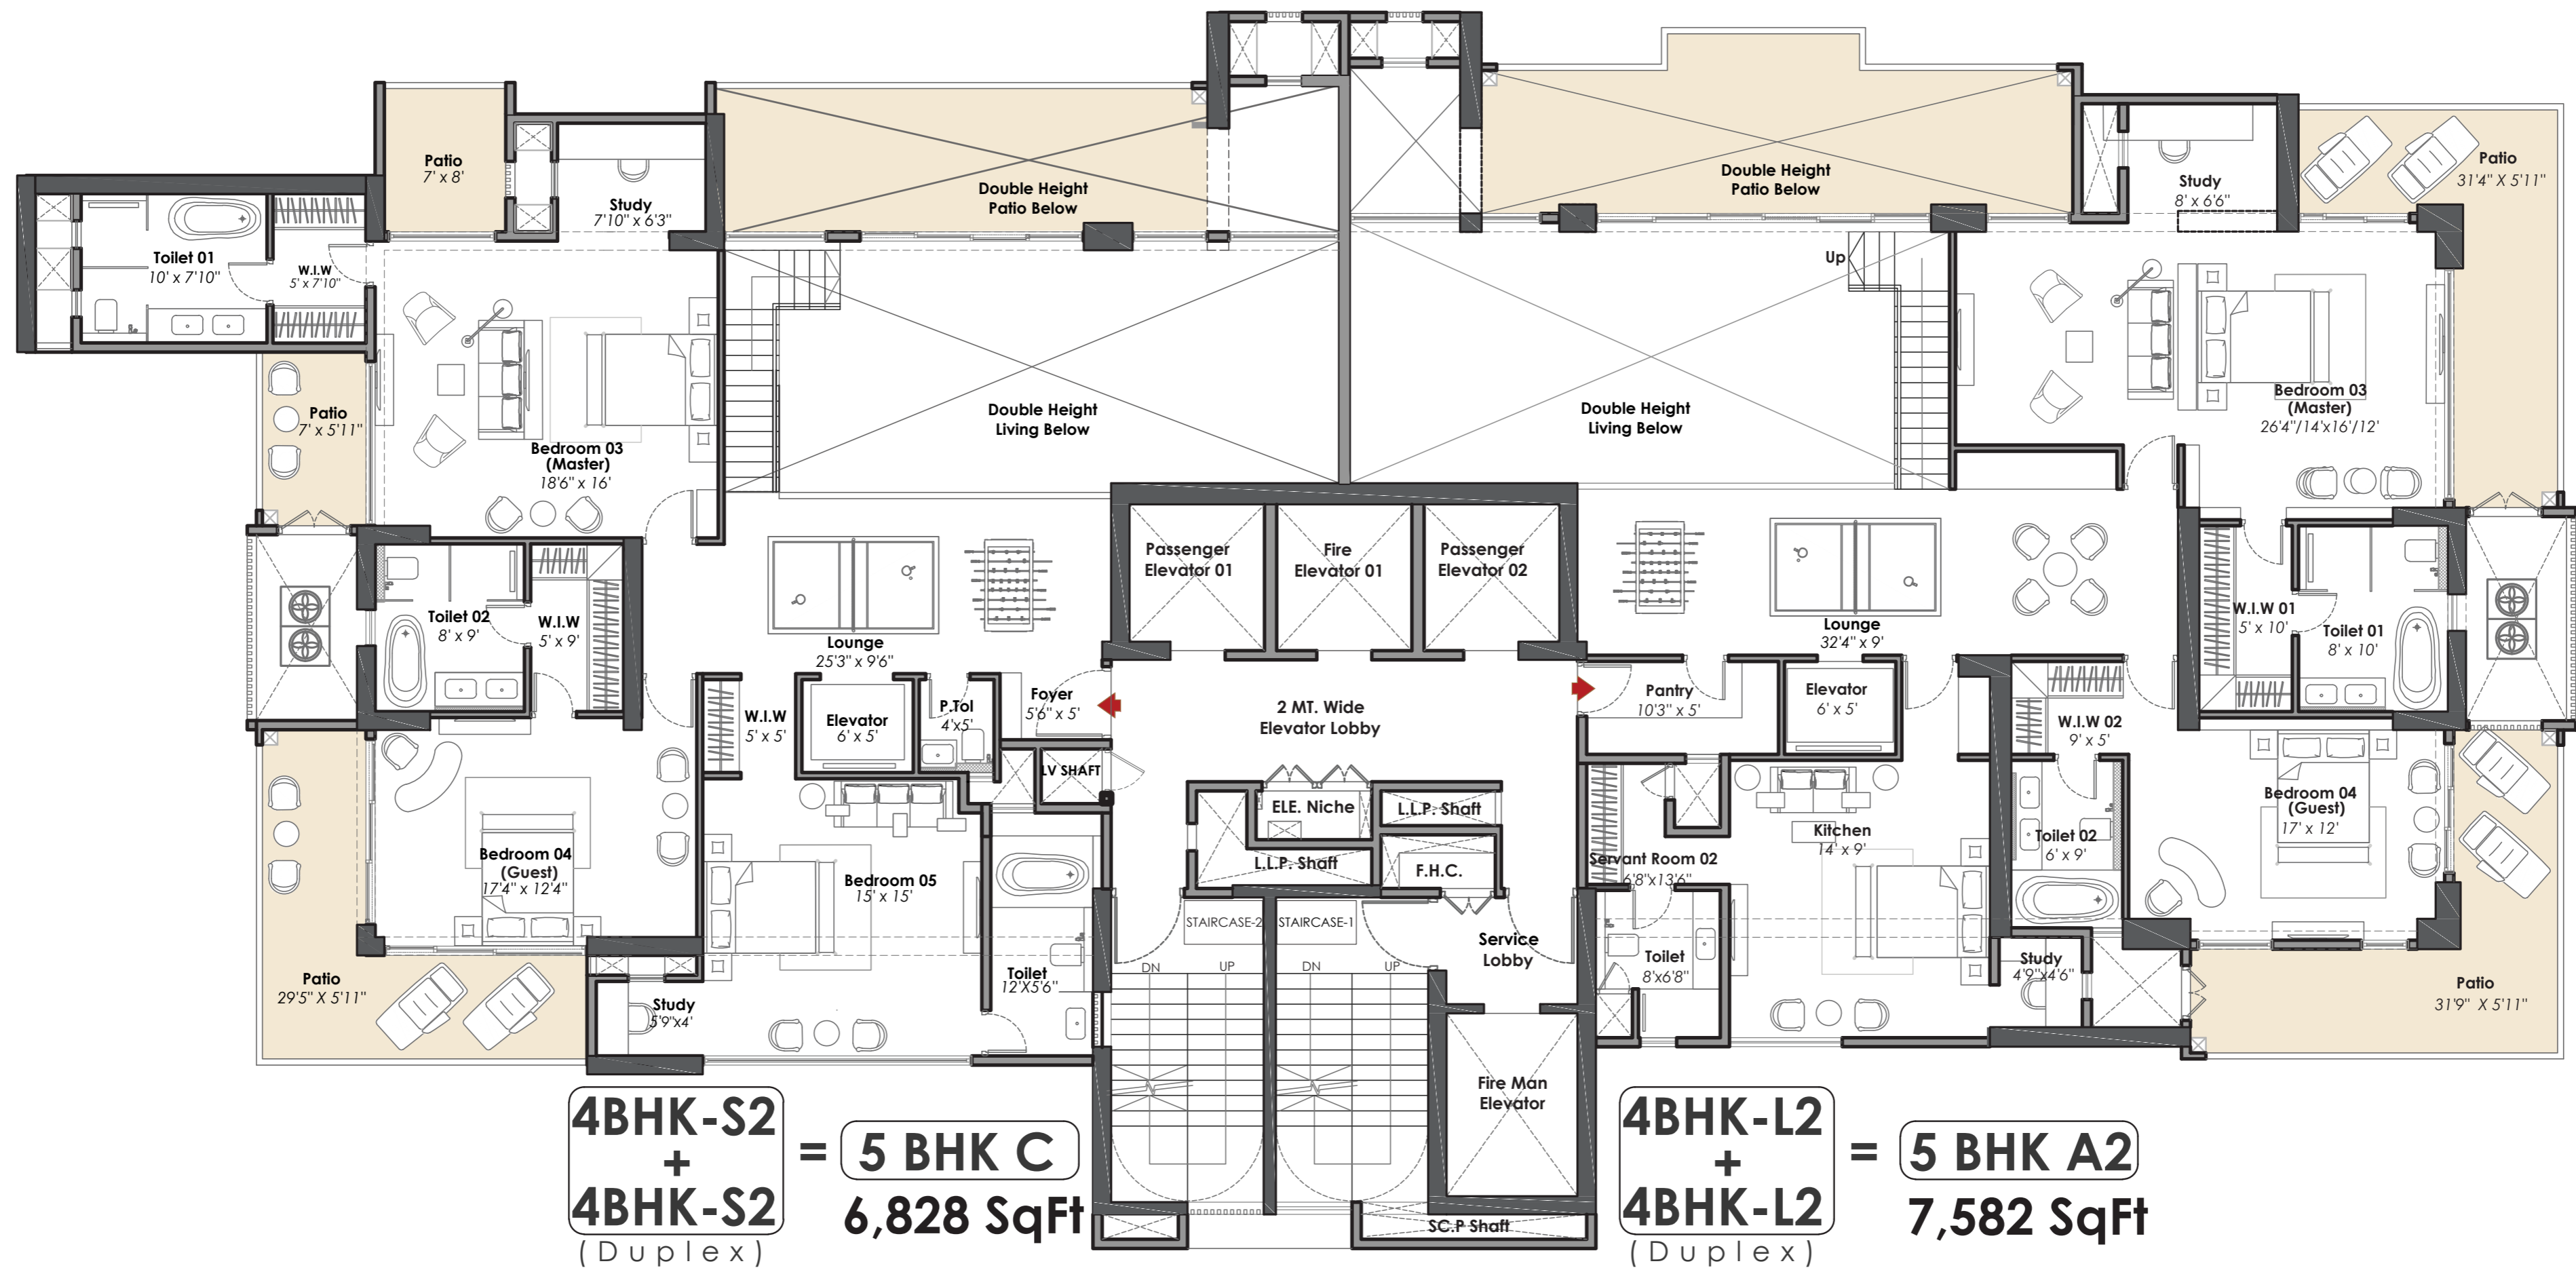 Patio
7' x 8'
Study
7'10" x 6'3"
Double Height
Patio Below
Double Height
Patio Below
Study
8' x 6'6"
Patio
31'4" X 5'11"
Toilet 01
10' x 7'10"
W.I.W
5' x 7'10"
Up
Patio
7' x 5'11"
Bedroom 03
(Master)
18'6" x 16'
Double Height
Living Below
Double Height
Living Below
Bedroom 03
(Master)
26'4"/14'x16'/12'
Passenger
Elevator 01
Fire
Elevator 01
Passenger
Elevator 02
Toilet 02
8' x 9'
W.I.W
5' x 9'
Lounge
25'3" x 9'6"
Lounge
32'4" x 9'
W.I.W 01
5' x 10'
Toilet 01
8' x 10'
W.I.W
5' x 5'
Elevator
6' x 5'
P.Tol
4'x5'
Foyer
5'6" x 5'
2 MT. Wide
Elevator Lobby
Pantry
10'3" x 5'
Elevator
6' x 5'
W.I.W 02
9' x 5'
LV SHAFT
ELE. Niche
L.L.P. Shaft
L.L.P. Shaft
F.H.C.
Bedroom 04
(Guest)
17'4" x 12'4"
Bedroom 05
15' x 15'
Servant Room 02
6'8"x13'6"
Kitchen
14' x 9'
Toilet 02
6' x 9'
Bedroom 04
(Guest)
17' x 12'
STAIRCASE-2
STAIRCASE-1
Service
Lobby
DN
UP
DN
UP
Patio
29'5" X 5'11"
Study
5'9"x4'
Toilet
12'X5'6"
Toilet
8'x6'8"
Study
4'9"x4'6"
Patio
31'9" X 5'11"
Fire Man
Elevator
SC.P Shaft
4BHK-S2
+
4BHK-S2
(Duplex)
= 5 BHK C
6,828 SqFt
4BHK-L2
+
4BHK-L2
(Duplex)
= 5 BHK A2
7,582 SqFt